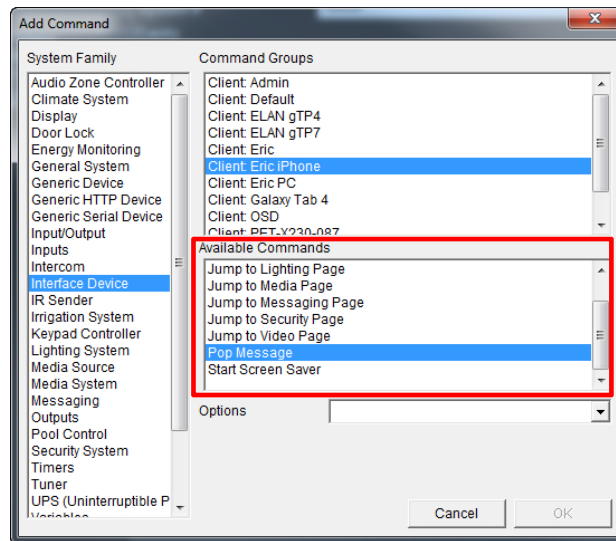 Add Command
System Family
Audio Zone Controller
Climate System
Display
Door Lock
Energy Monitoring
General System
Generic Device
Generic HTTP Device
Generic Serial Device
Input/Output
Inputs
Intercom
Interface Device
IR Sender
Irrigation System
Keypad Controller
Lighting System
Media Source
Media System
Messaging
Outputs
Pool Control
Security System
Timers
Tuner
UPS (Uninterruptible P
Variables
Command Groups
Client: Admin
Client: Default
Client: ELAN gTP4
Client: ELAN gTP7
Client: Eric
Client: Eric iPhone
Client: Eric PC
Client: Galaxy Tab 4
Client: OSD
Client: PET-X230-087
Available Commands
Jump to Lighting Page
Jump to Media Page
Jump to Messaging Page
Jump to Security Page
Jump to Video Page
Pop Message
Start Screen Saver
Options
Cancel
OK